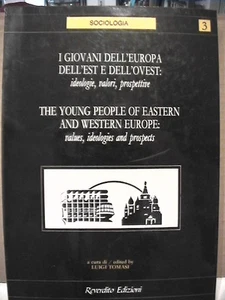 SOCIOLOGIA
3
I GIOVANI DELL'EUROPA
DELL'EST E DELL'OVEST:
ideologie, valori, prospettive
THE YOUNG PEOPLE OF EASTERN
AND WESTERN EUROPE:
values, ideologies and prospects
a cura di / edited by
LUIGI TOMASI
Reverdito Edizioni